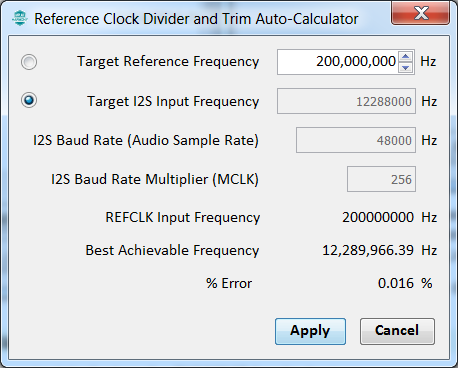 Reference Clock Divider and Trim Auto-Calculator
Target Reference Frequency 200,000,000 Hz
Target I2S Input Frequency 12288000 Hz
I2S Baud Rate (Audio Sample Rate) 48000 Hz
I2S Baud Rate Multiplier (MCLK) 256
REFCLK Input Frequency 200000000 Hz
Best Achievable Frequency 12,289,966.39 Hz
% Error 0.016 %
Apply Cancel